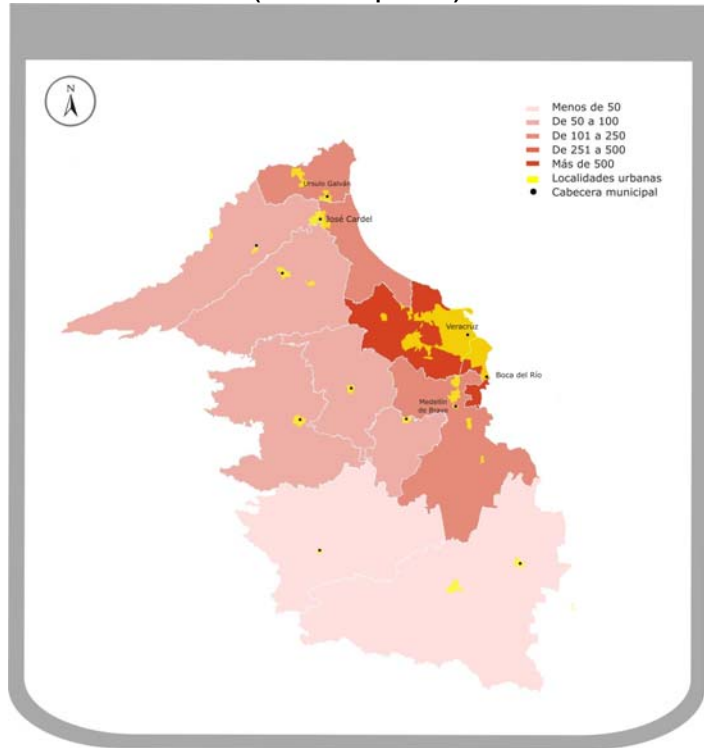 N
Menos de 50
De 50 a 100
De 101 a 250
De 251 a 500
Más de 500
Localidades urbanas
Cabecera municipal
Ursulo Galván
José Cardel
Veracruz
Boca del Río
Medellín
de Bravo